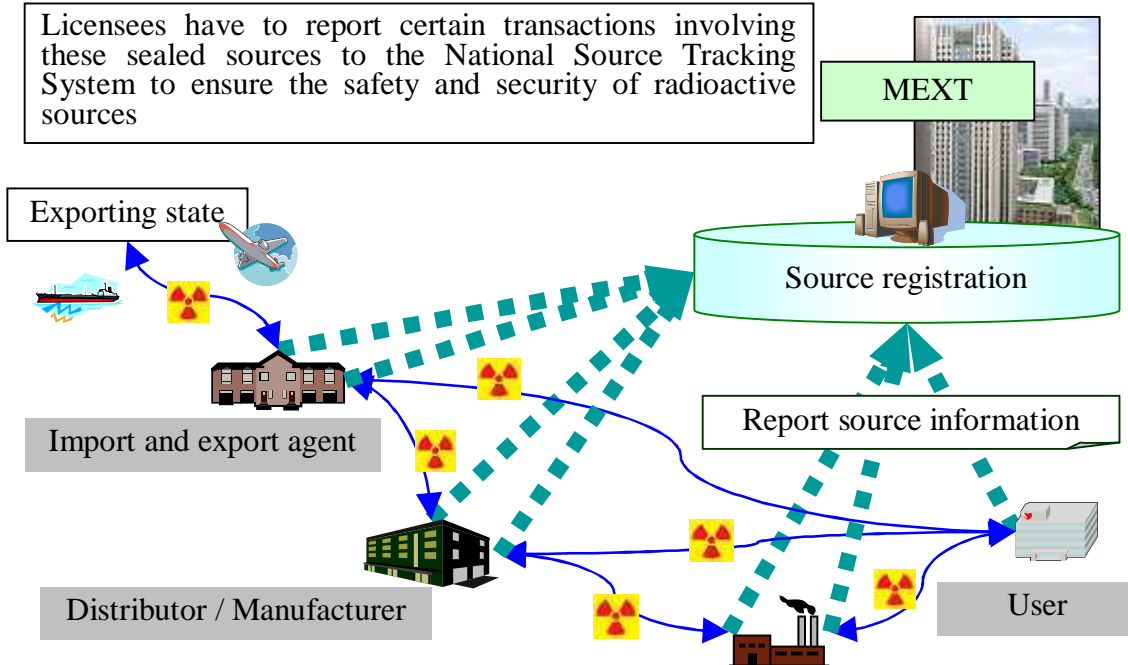 Licensees have to report certain transactions involving
these sealed sources to the National Source Tracking
System to ensure the safety and security of radioactive
sources
MEXT
Exporting state
Source registration
Report source information
Import and export agent
Distributor / Manufacturer
User